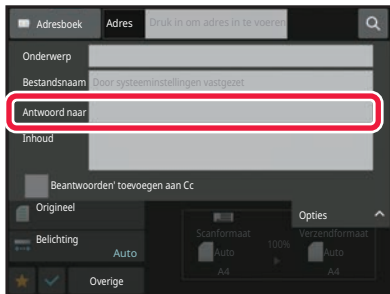 Adresboek Adres Druk in om adres in te voeren
Onderwerp
Bestandsnaam Door systeeminstellingen vastgezet
Antwoord naar
Inhoud
Beantwoorden' toevoegen aan Cc
Origineel
Opties
Scanformaat Verzendformaat
Belichting
Auto
100%
Auto Auto
A4 A4
Overige